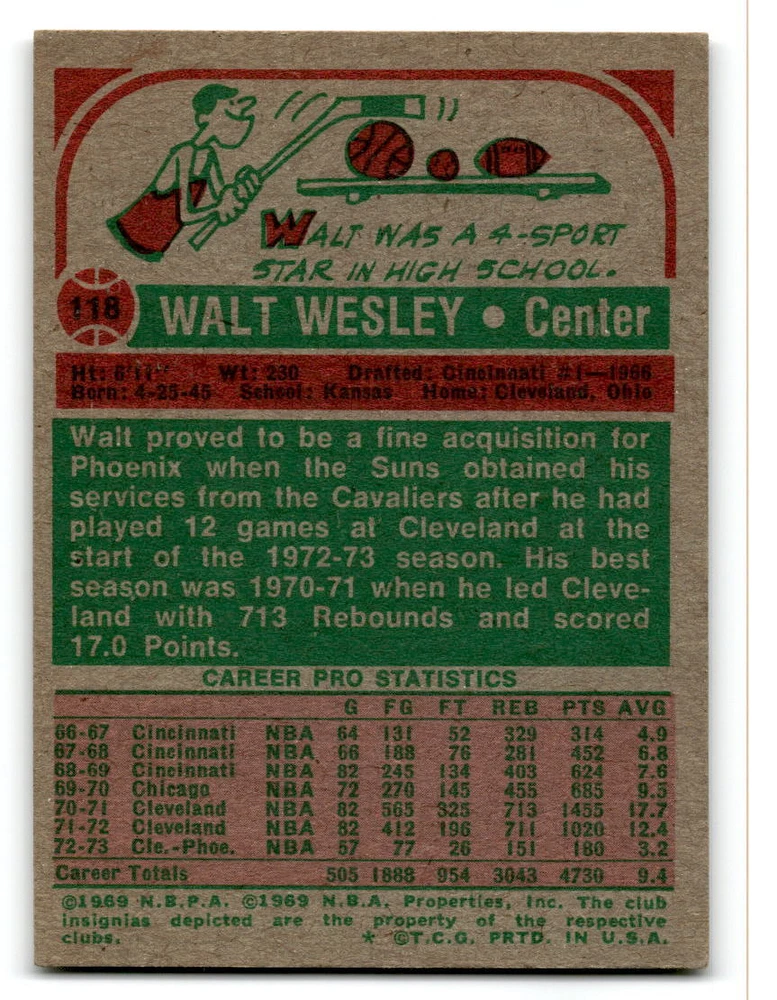 WALT WAS A 4-SPORT
STAR IN HIGH SCHOOL.
118
WALT WESLEY • Center
Ht: 6'11" Wt: 230 Drafted: Cincinnati #1—1966
Born: 4-25-45 School: Kansas Home: Cleveland, Ohio
Walt proved to be a fine acquisition for
Phoenix when the Suns obtained his
services from the Cavaliers after he had
played 12 games at Cleveland at the
start of the 1972-73 season. His best
season was 1970-71 when he led Cleve-
land with 713 Rebounds and scored
17.0 Points.
CAREER PRO STATISTICS
G FG FT REB PTS AVG
66-67 Cincinnati NBA 64 131 52 329 314 4.9
67-68 Cincinnati NBA 66 188 76 281 452 6.8
68-69 Cincinnati NBA 82 245 134 403 624 7.6
69-70 Chicago NBA 72 270 145 455 685 9.5
70-71 Cleveland NBA 82 565 325 713 1455 17.7
71-72 Cleveland NBA 82 412 196 711 1020 12.4
72-73 Cle.-Phoe. NBA 57 77 26 151 180 3.2
Career Totals 505 1888 954 3043 4730 9.4
©1969 N.B.P.A. ©1969 N.B.A. Properties, Inc. The club
insignias depicted are the property of the respective
clubs. * ©T.C.G. PRTD. IN U.S.A.